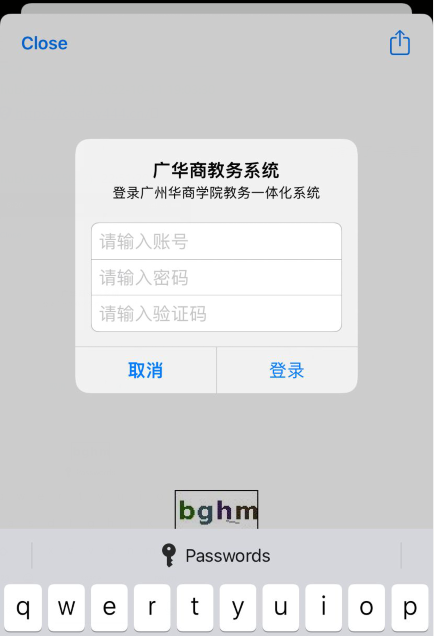 Close
广华商教务系统
登录广州华商学院教务一体化系统
请输入账号
请输入密码
请输入验证码
取消 登录
bghm
Passwords
q w e r t y u i o p